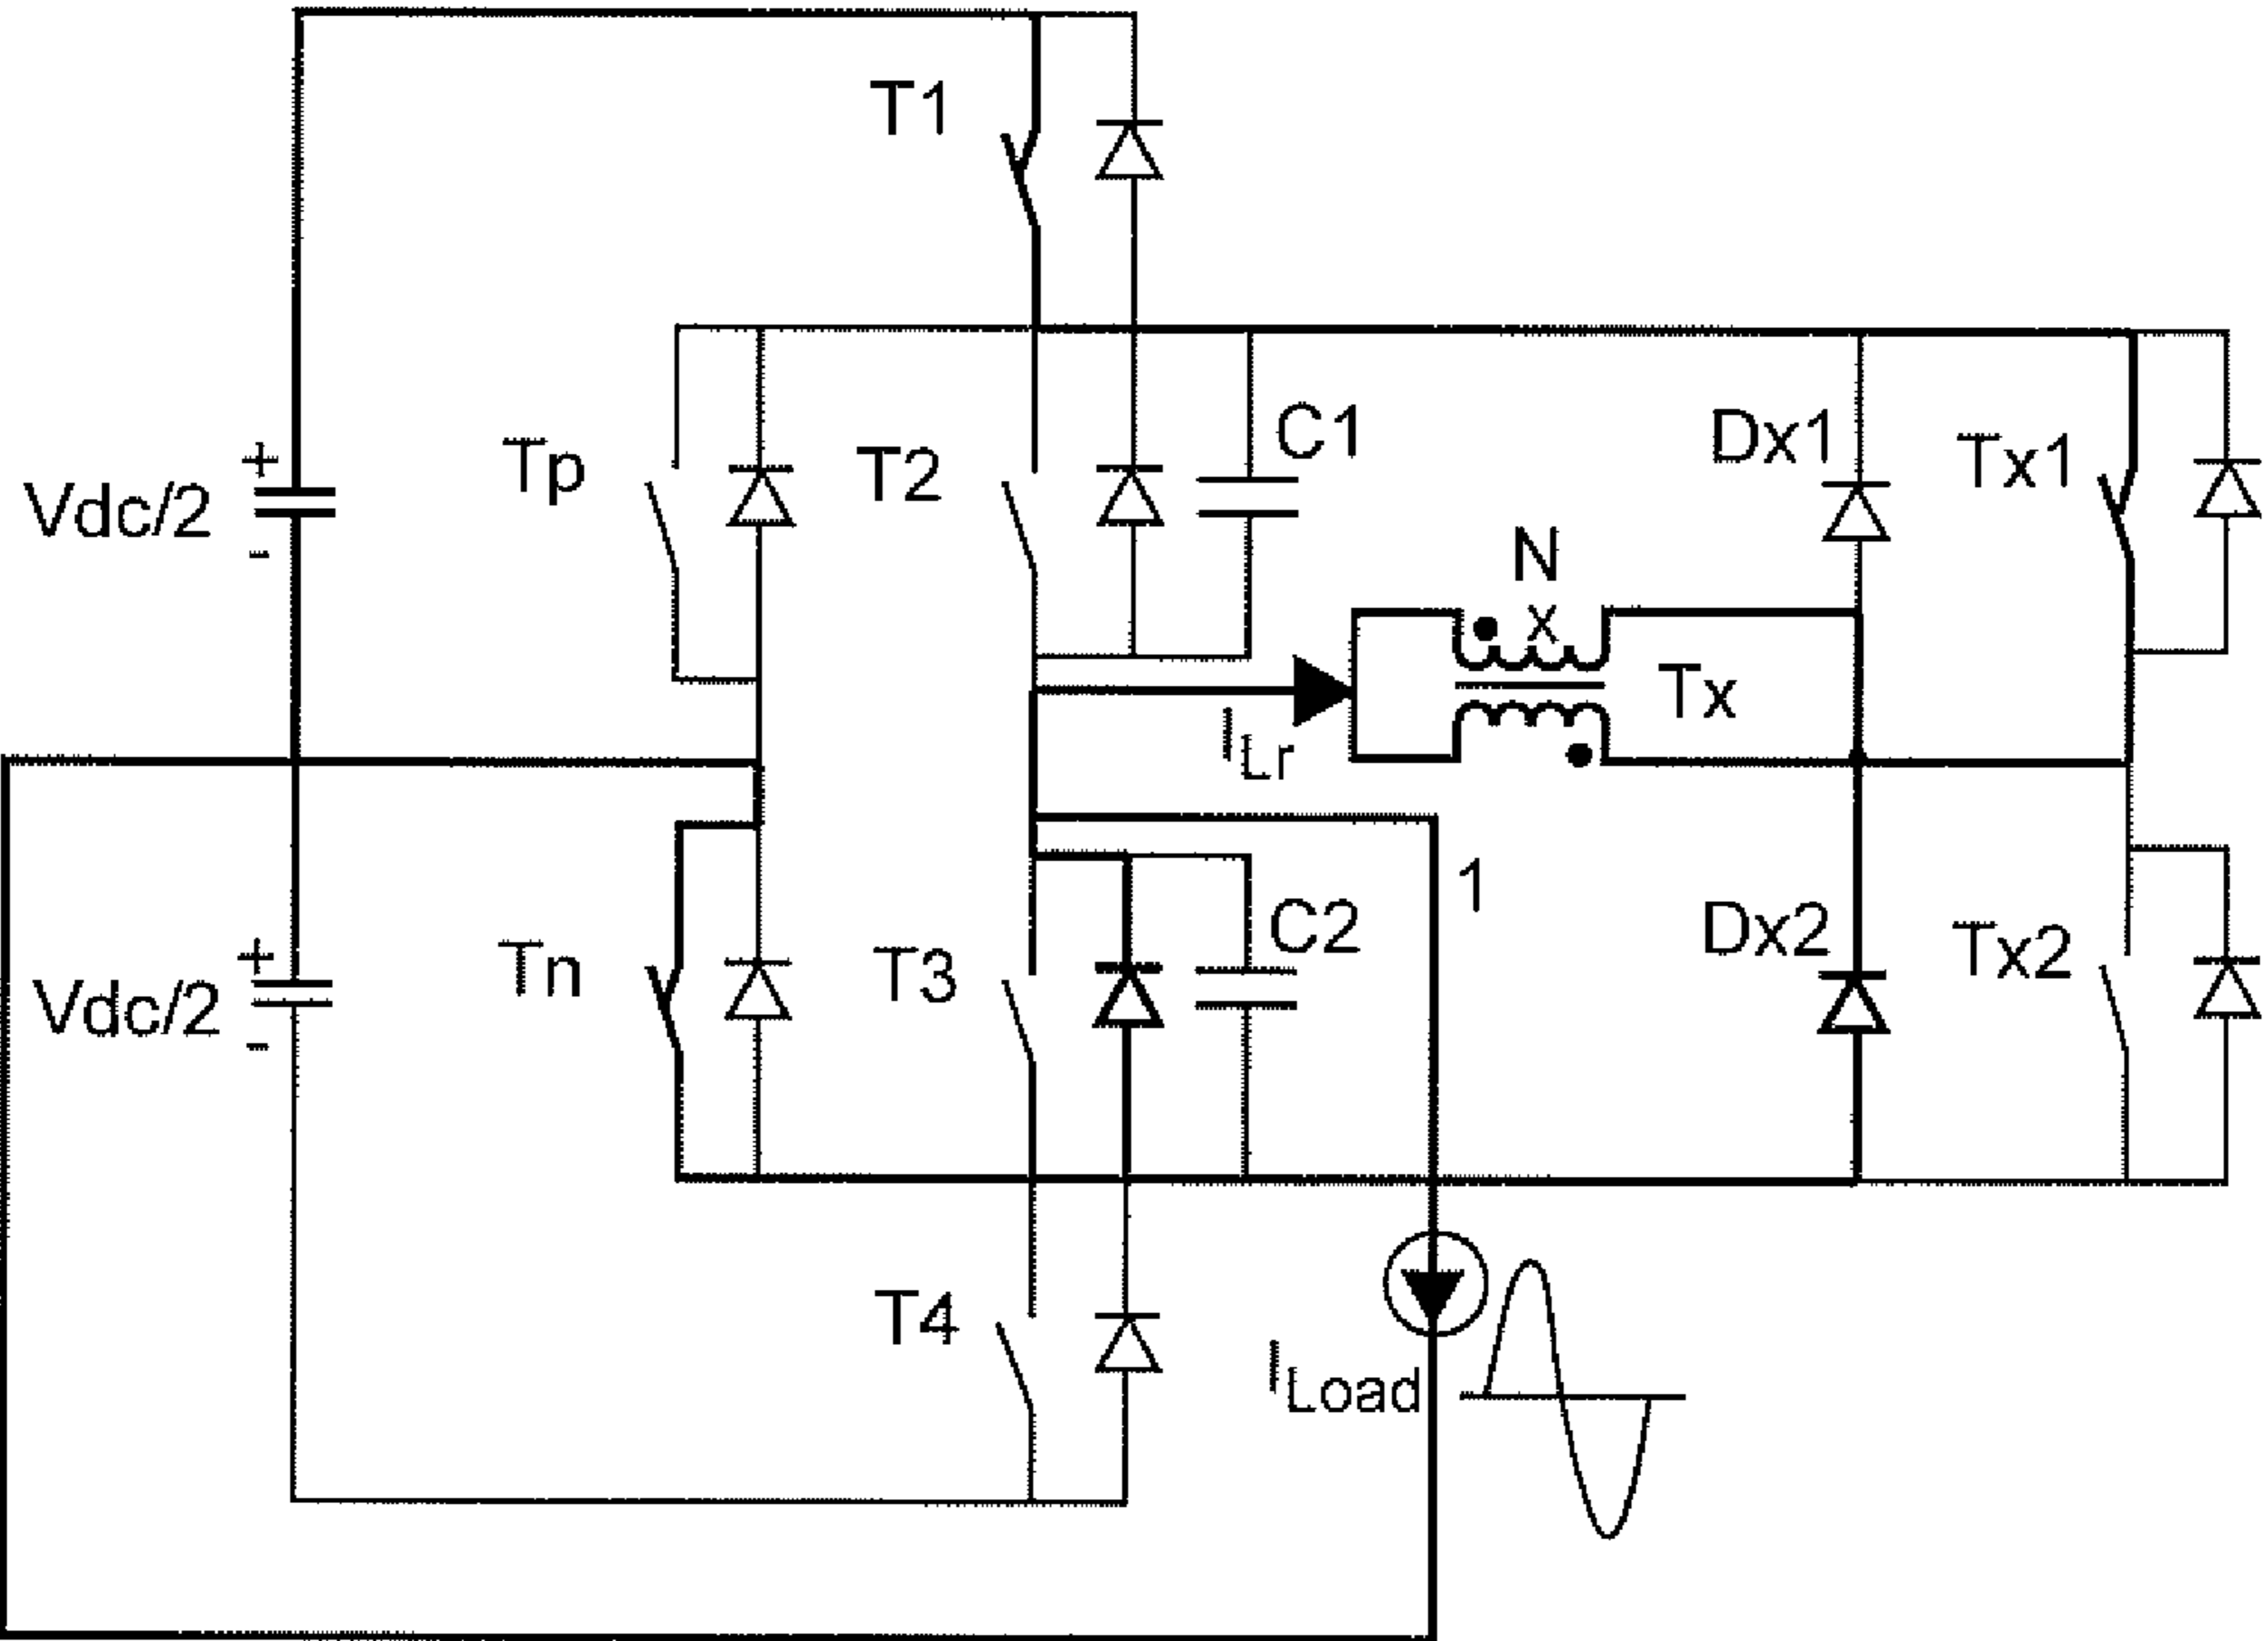 T1
Vdc/2
+
-
Tp
T2
C1
Dx1
Tx1
N
x
Tx
ILr
1
Vdc/2
+
-
Tn
T3
C2
Dx2
Tx2
T4
ILoad